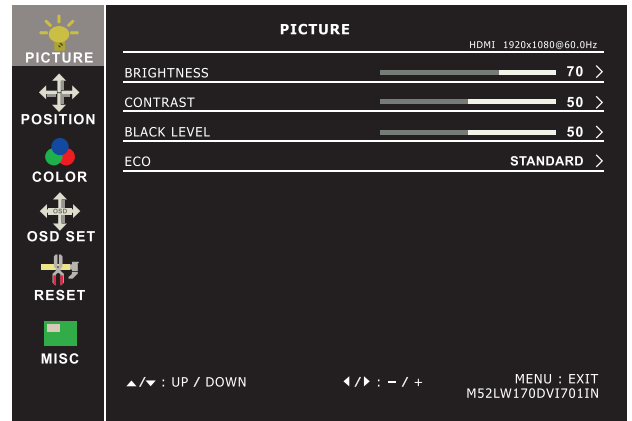 PICTURE
POSITION
COLOR
OSD
OSD SET
RESET
MISC
PICTURE
HDMI 1920x1080@60.0Hz
BRIGHTNESS 70 >
CONTRAST 50 >
BLACK LEVEL 50 >
ECO STANDARD >
▲/▼ : UP / DOWN ◀/▶ : – / + MENU : EXIT
M52LW170DVI701IN